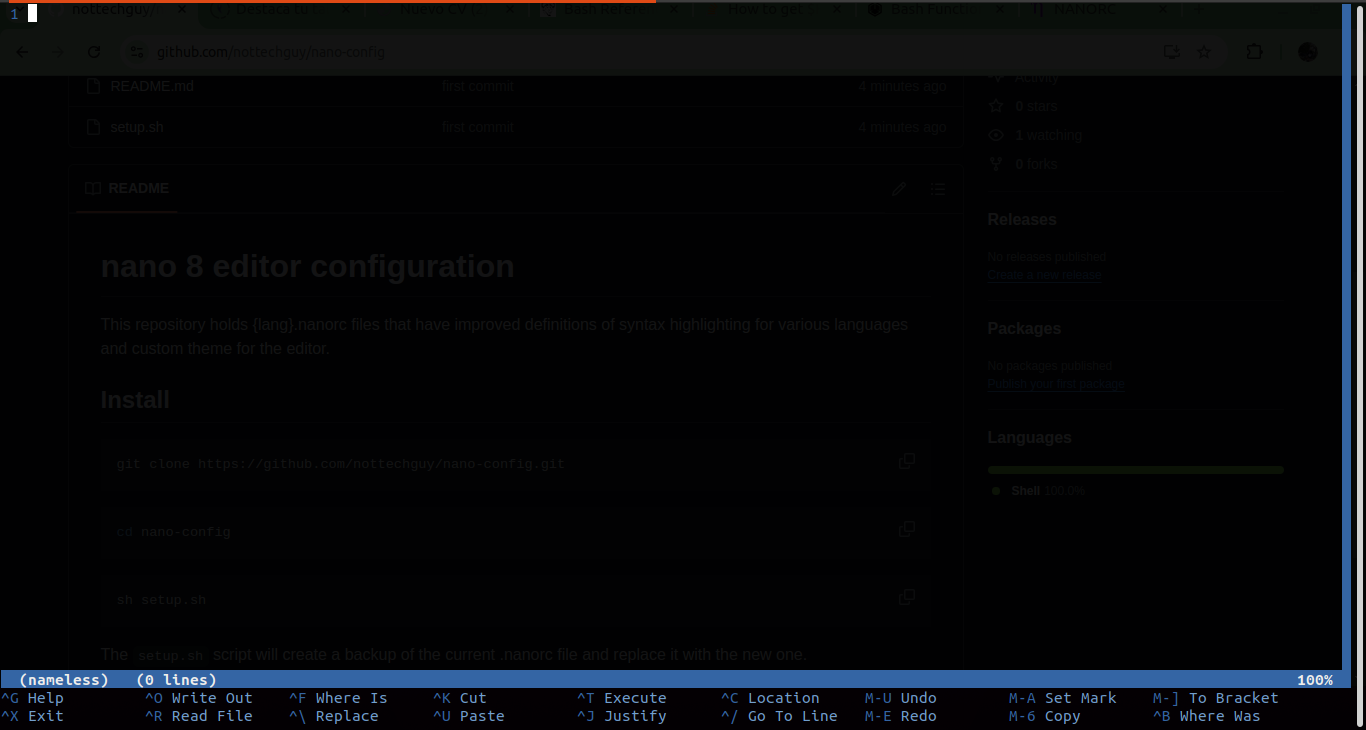 nottechguy/ Bash here How to get S Bash Functi NANORC
1
github.com/nottechguy/nano-config
README.md first commit 4 minutes ago
Activity
0 stars
setup.sh first commit 4 minutes ago
1 watching
0 forks
README
Releases
No releases published
Create a new release
nano 8 editor configuration
This repository holds {lang}.nanorc files that have improved definitions of syntax highlighting for various languages
and custom theme for the editor.
Packages
No packages published
Publish your first package
Install
Languages
Shell 100.0%
git clone https://github.com/nottechguy/nano-config.git
cd nano-config
sh setup.sh
The setup.sh script will create a backup of the current .nanorc file and replace it with the new one.
(nameless) (0 lines) 100%
^G Help ^O Write Out ^F Where Is ^K Cut ^T Execute ^C Location M-U Undo M-A Set Mark M-] To Bracket
^X Exit ^R Read File ^\ Replace ^U Paste ^J Justify ^/ Go To Line M-E Redo M-6 Copy ^B Where Was